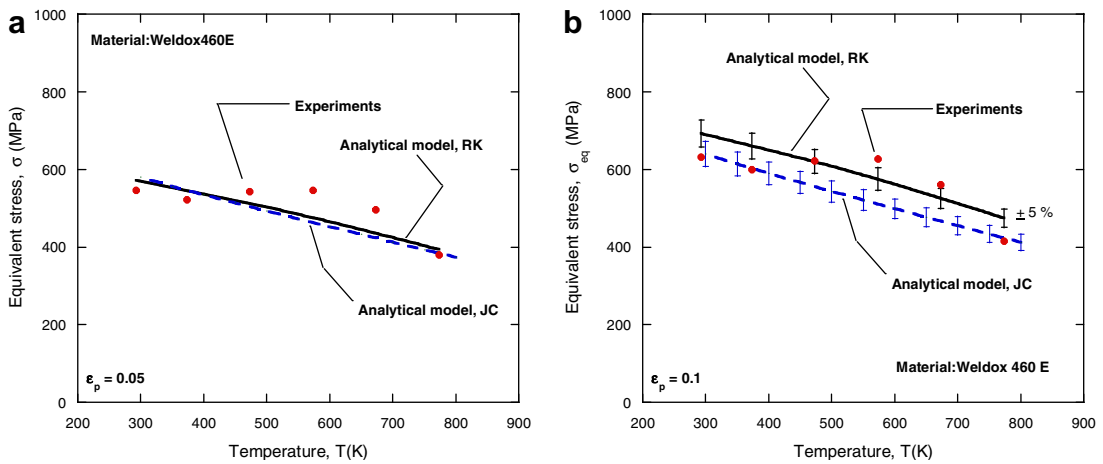 a
Material:Weldox460E
Experiments
Analytical model, RK
Analytical model, JC
εp = 0.05
Equivalent stress, σ (MPa)
1000
800
600
400
200
0
100 200 300 400 500 600 700 800 900
Temperature, T(K)
b
Analytical model, RK
Experiments
± 5 %
Analytical model, JC
Material:Weldox 460 E
εp = 0.1
Equivalent stress, σeq (MPa)
1000
800
600
400
200
0
100 200 300 400 500 600 700 800 900
Temperature, T(K)